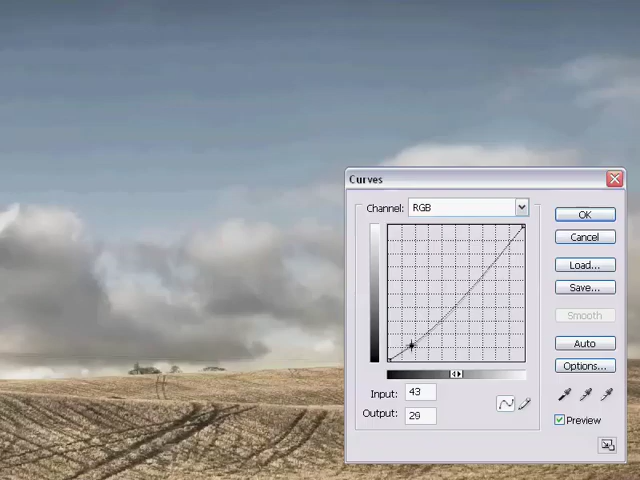 Curves
Channel: RGB
OK
Cancel
Load...
Save...
Smooth
Auto
Options...
Input: 43
Output: 29
Preview